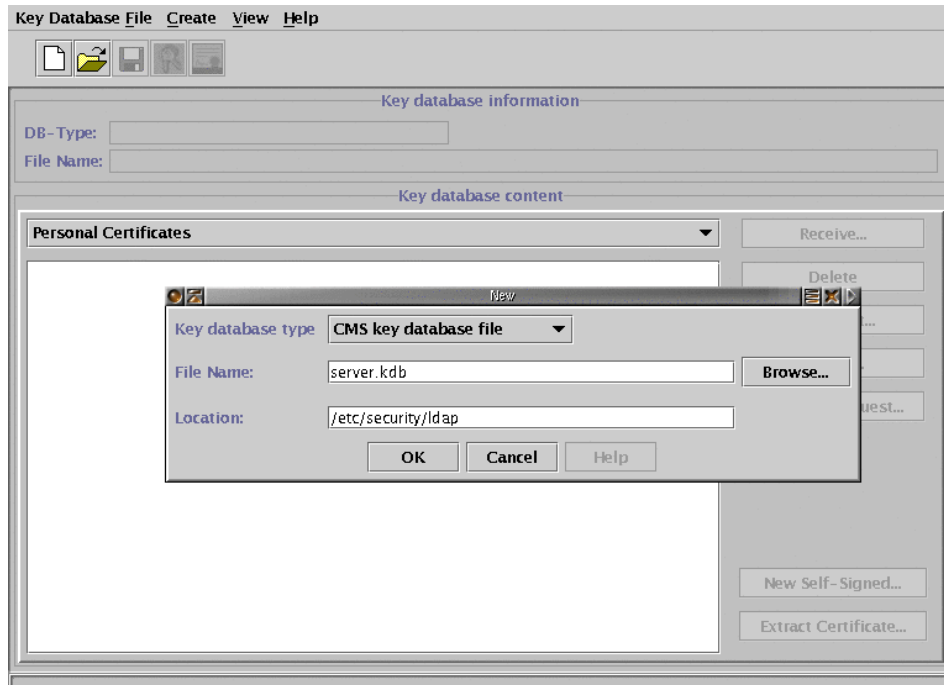 Key Database File Create View Help
Key database information
DB-Type:
File Name:
Key database content
Personal Certificates
Receive...
Delete
New
Key database type CMS key database file
File Name: server.kdb Browse...
Location: /etc/security/ldap
OK Cancel Help
New Self-Signed...
Extract Certificate...